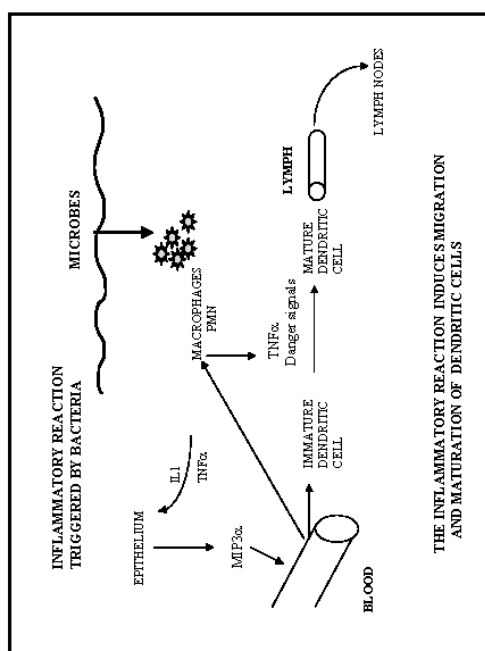 INFLAMMATORY REACTION
TRIGGERED BY BACTERIA
MICROBES
EPITHELIUM
IL1
TNFα
MACROPHAGES
PMN
MIP3α
TNFα
Danger signals
LYMPH
BLOOD
IMMATURE
DENDRITIC
CELL
MATURE
DENDRITIC
CELL
LYMPH NODES
THE INFLAMMATORY REACTION INDUCES MIGRATION
AND MATURATION OF DENDRITIC CELLS